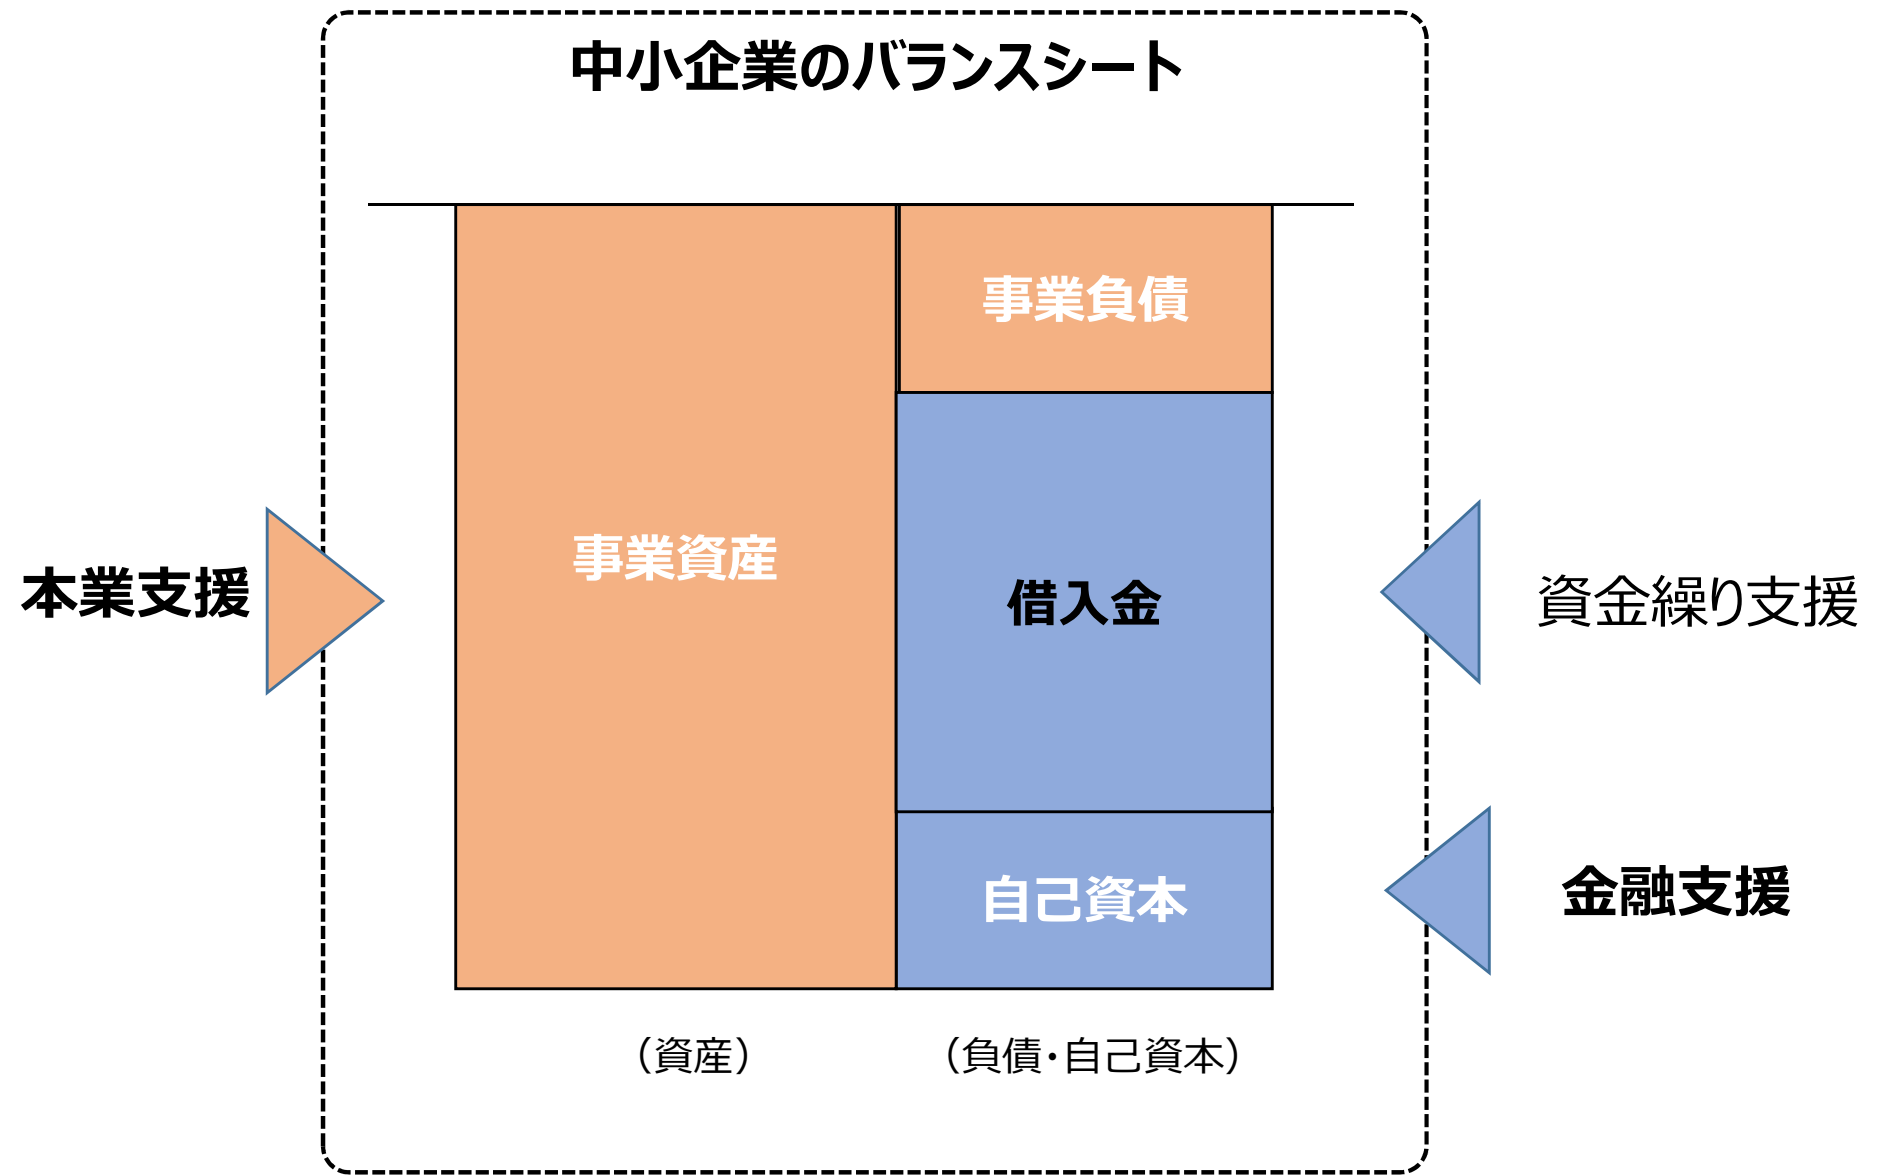 中小企業のバランスシート
事業負債
事業資産
本業支援
借入金
資金繰り支援
自己資本
金融支援
（資産）
（負債・自己資本）